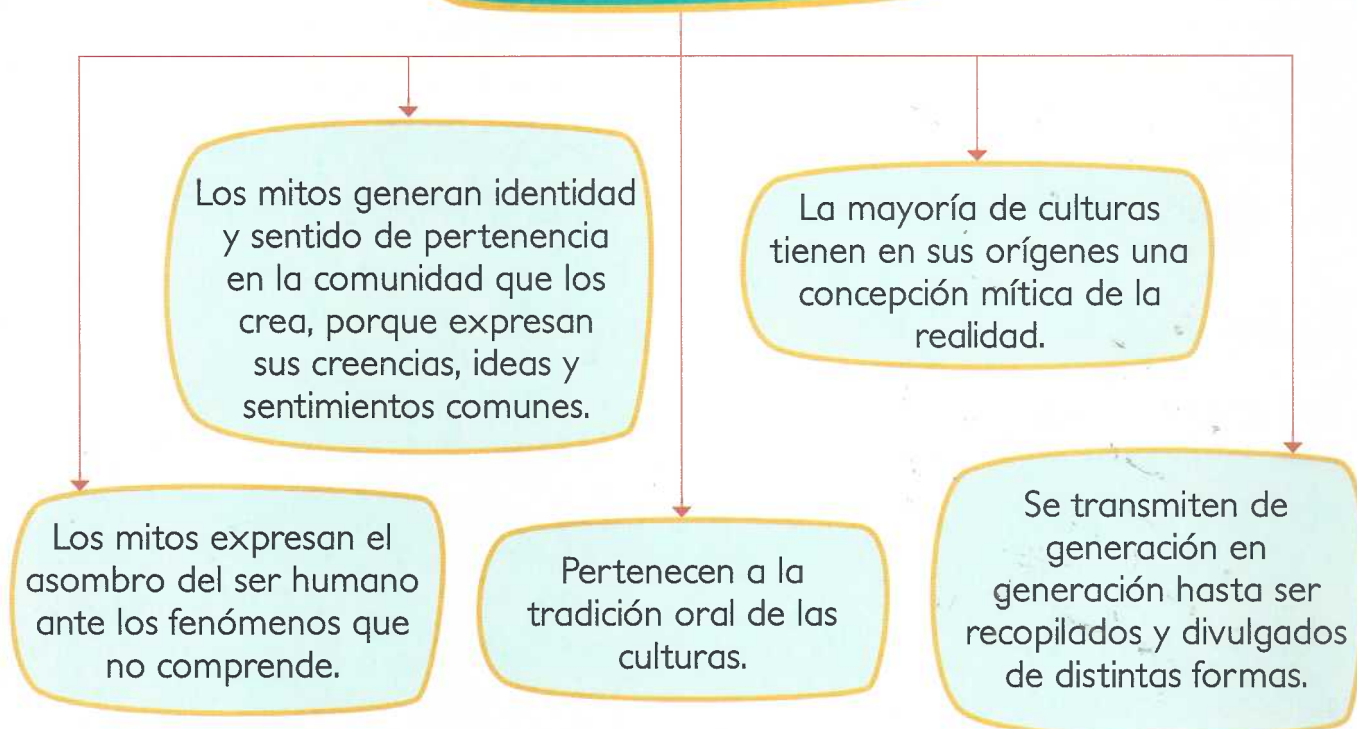 Los mitos generan identidad
y sentido de pertenencia
en la comunidad que los
crea, porque expresan
sus creencias, ideas y
sentimientos comunes.
La mayoría de culturas
tienen en sus orígenes una
concepción mítica de la
realidad.
Los mitos expresan el
asombro del ser humano
ante los fenómenos que
no comprende.
Pertenecen a la
tradición oral de las
culturas.
Se transmiten de
generación en
generación hasta ser
recopilados y divulgados
de distintas formas.